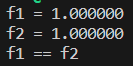 f1 = 1.000000
f2 = 1.000000
f1 == f2